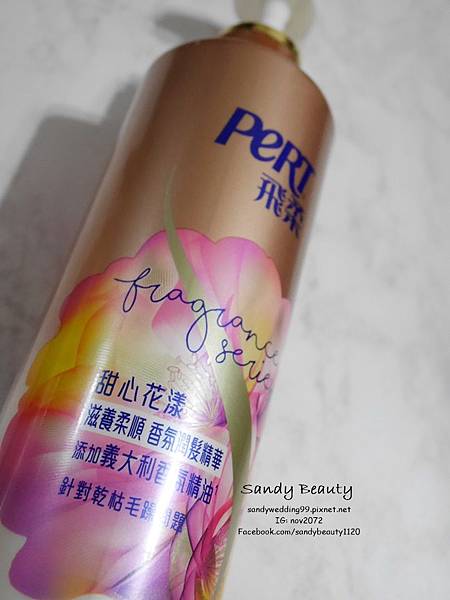 PERT
飛柔
fragrance
series
甜心花漾
滋養柔順 香氛潤髮精華
添加義大利香氛精油
針對乾枯毛躁問題
Sandy Beauty
sandywedding99.pixnet.net
IG: nov2072
Facebook.com/sandybeauty1120